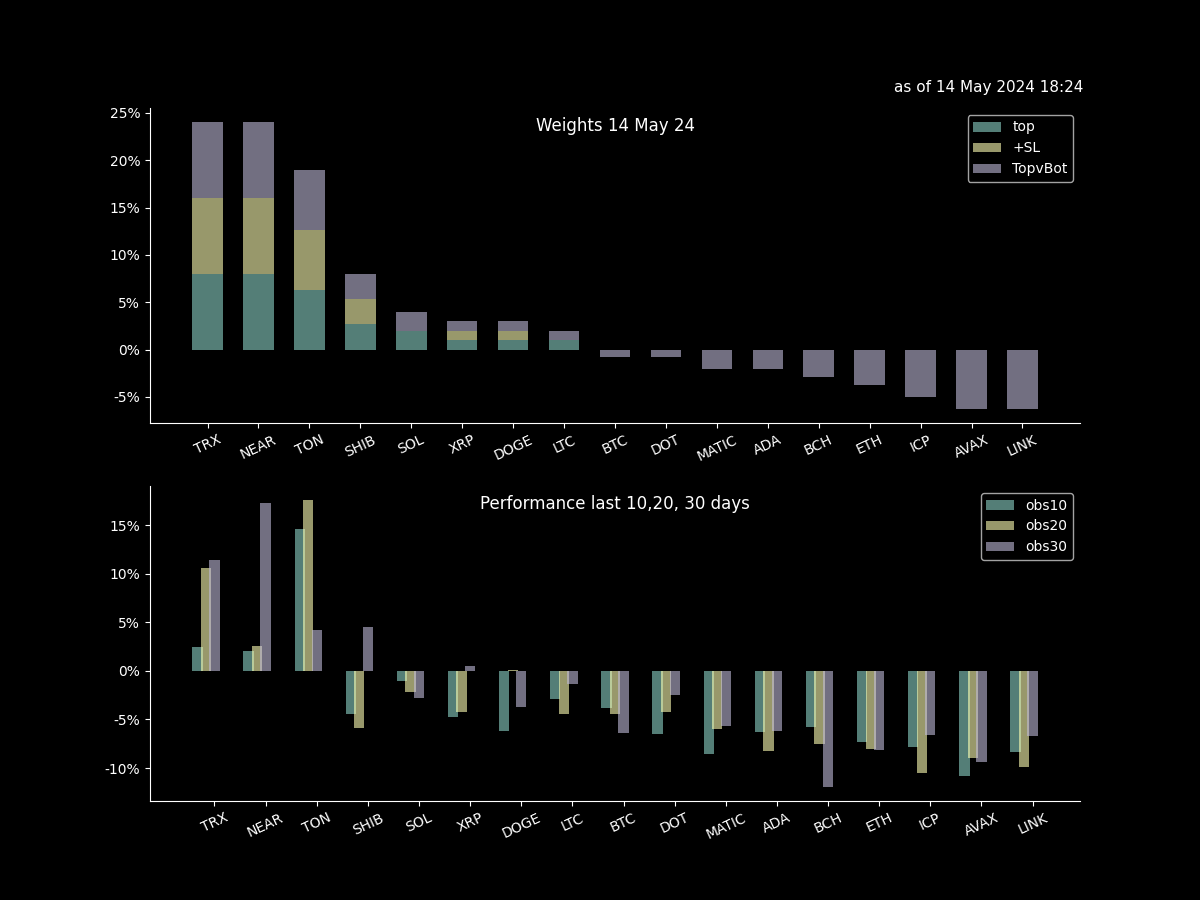 as of 14 May 2024 18:24
Weights 14 May 24
25%
20%
15%
10%
5%
0%
-5%
top
+SL
TopvBot
TRX NEAR TON SHIB SOL XRP DOGE LTC BTC DOT MATIC ADA BCH ETH ICP AVAX LINK
Performance last 10,20, 30 days
15%
10%
5%
0%
-5%
-10%
obs10
obs20
obs30
TRX NEAR TON SHIB SOL XRP DOGE LTC BTC DOT MATIC ADA BCH ETH ICP AVAX LINK